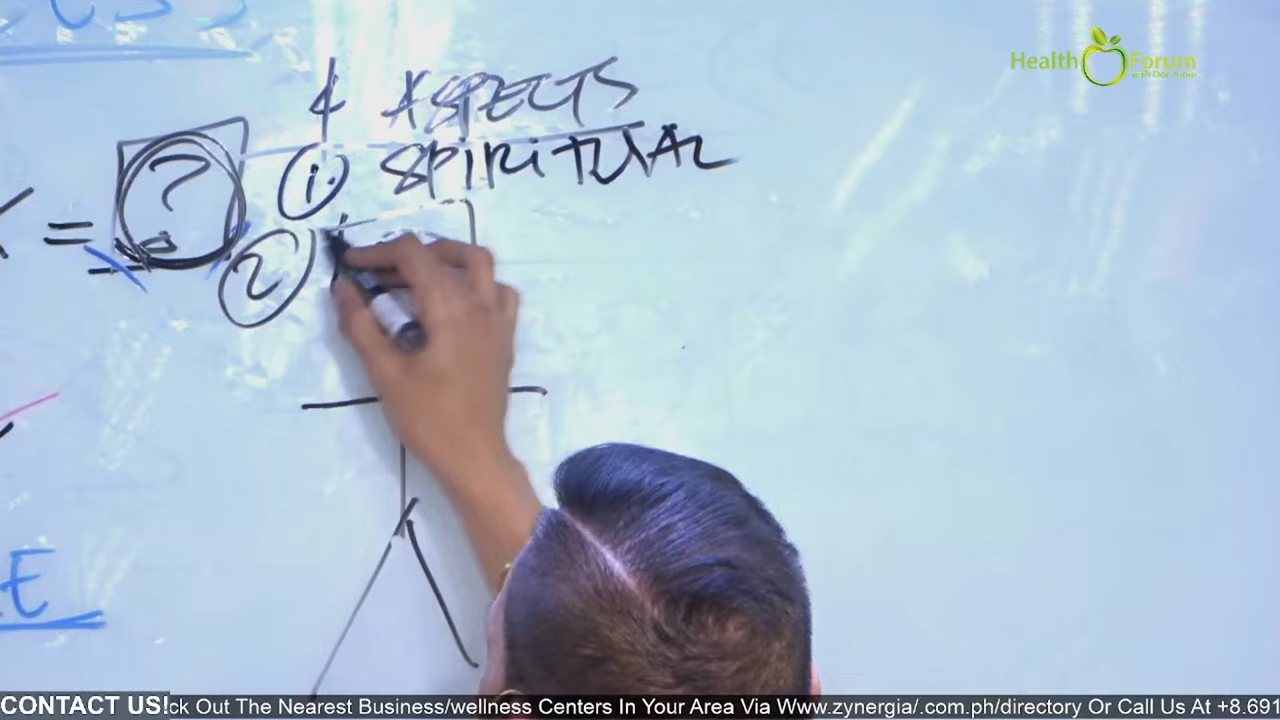 Health Forum
4 ASPECTS
= ? 1. SPIRITUAL
2
E
CONTACT US! ck Out The Nearest Business/wellness Centers In Your Area Via Www.zynergia/.com.ph/directory Or Call Us At +8.691